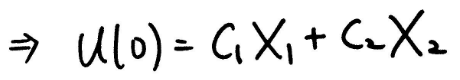 ⇒ U(0) = C₁X₁ + C₂X₂